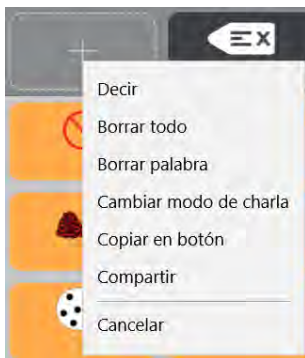 Decir
Borrar todo
Borrar palabra
Cambiar modo de charla
Copiar en botón
Compartir
Cancelar